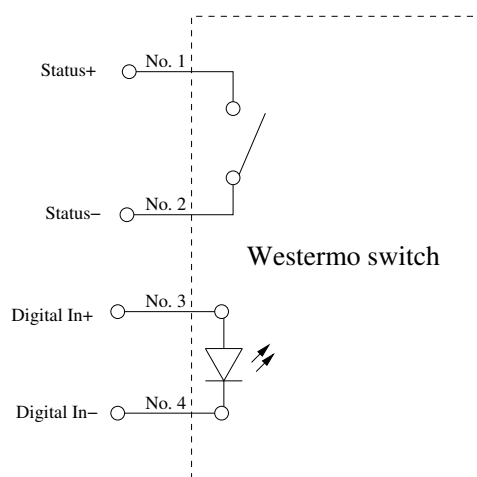 Status+ No. 1
Status− No. 2
Westermo switch
Digital In+ No. 3
Digital In− No. 4